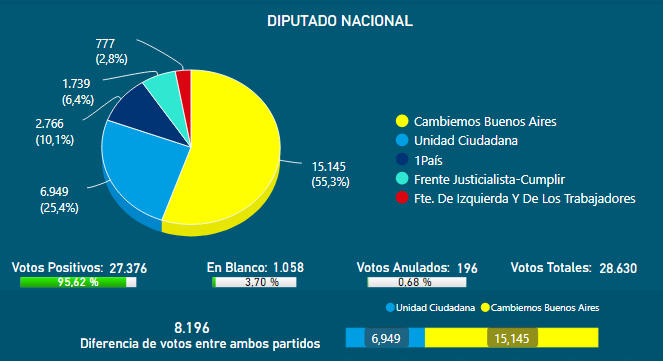 DIPUTADO NACIONAL
777
(2,8%)
1.739
(6,4%)
2.766
(10,1%)
6.949
(25,4%)
15.145
(55,3%)
Cambiemos Buenos Aires
Unidad Ciudadana
1País
Frente Justicialista-Cumplir
Fte. De Izquierda Y De Los Trabajadores
Votos Positivos: 27.376
95,62 %
En Blanco: 1.058
3,70 %
Votos Anulados: 196
0,68 %
Votos Totales: 28.630
8.196
Diferencia de votos entre ambos partidos
Unidad Ciudadana Cambiemos Buenos Aires
6,949 15,145